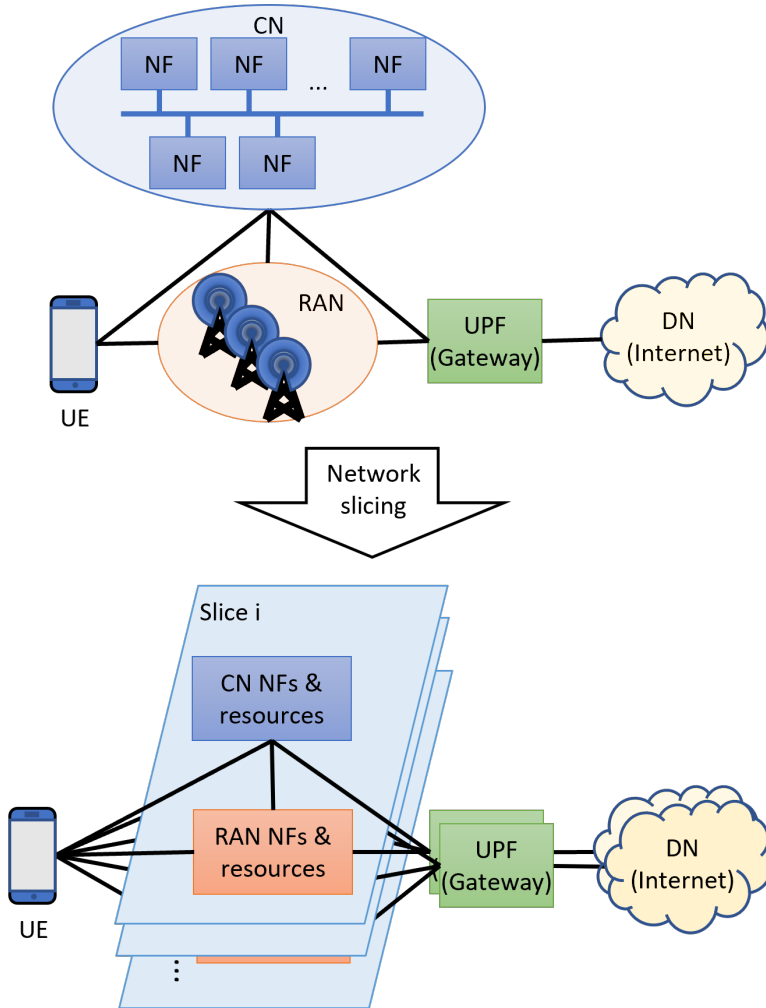 CN
NF
NF
...
NF
NF
NF
RAN
UE
UPF
(Gateway)
DN
(Internet)
Network
slicing
Slice i
CN NFs &
resources
RAN NFs &
resources
UE
UPF
(Gateway)
DN
(Internet)
...